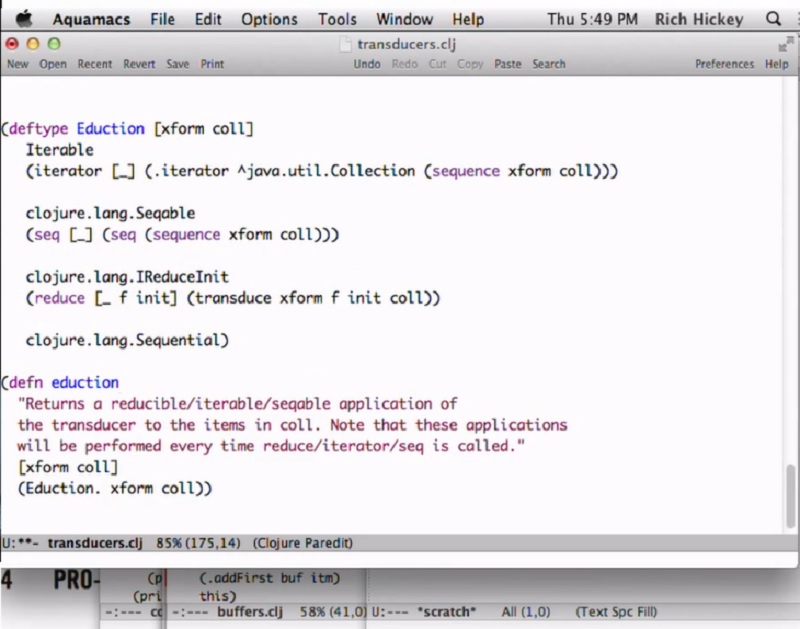 Aquamacs File Edit Options Tools Window Help Thu 5:49 PM Rich Hickey
transducers.clj
New Open Recent Revert Save Print Undo Redo Cut Copy Paste Search Preferences Help
(deftype Eduction [xform coll]
Iterable
(iterator [_] (.iterator ^java.util.Collection (sequence xform coll)))
clojure.lang.Seqable
(seq [_] (seq (sequence xform coll)))
clojure.lang.IReduceInit
(reduce [_ f init] (transduce xform f init coll))
clojure.lang.Sequential)
(defn eduction
"Returns a reducible/iterable/seqable application of
the transducer to the items in coll. Note that these applications
will be performed every time reduce/iterator/seq is called."
[xform coll]
(Eduction. xform coll))
U:**- transducers.clj 85% (175,14) (Clojure Paredit)
4 PRO- (p (.addFirst buf itm)
(pri this)
-:--- co -:--- buffers.clj 58% (41,0) U:--- *scratch* All (1,0) (Text Spc Fill)